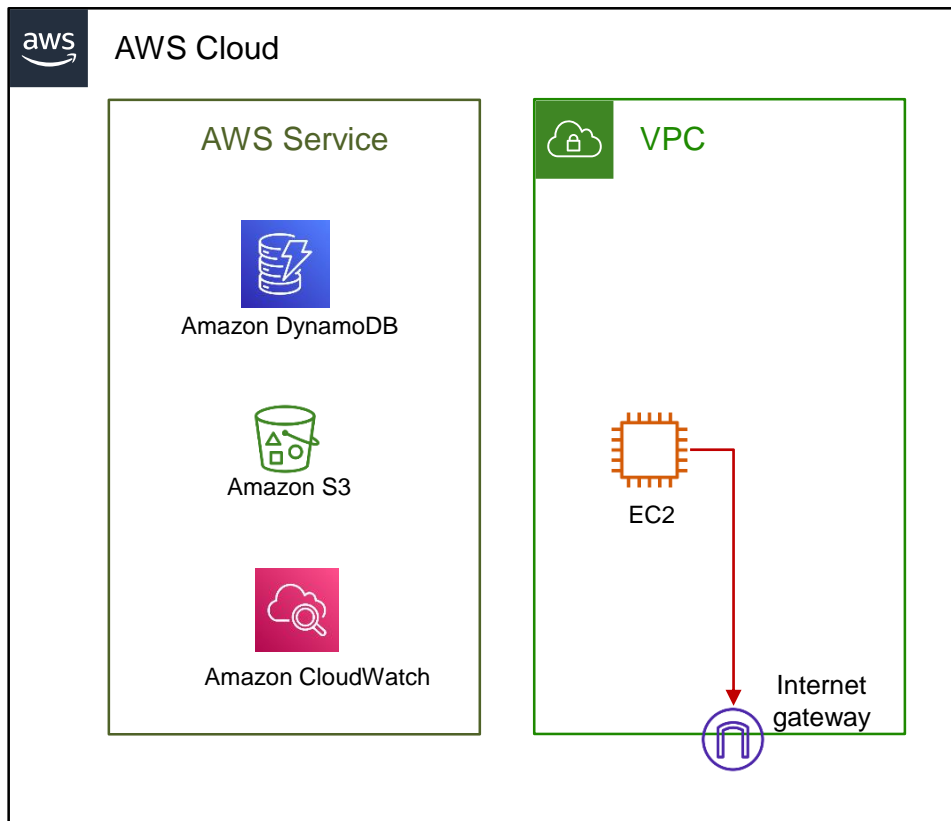 aws
AWS Cloud
AWS Service
VPC
Amazon DynamoDB
Amazon S3
EC2
Amazon CloudWatch
Internet
gateway